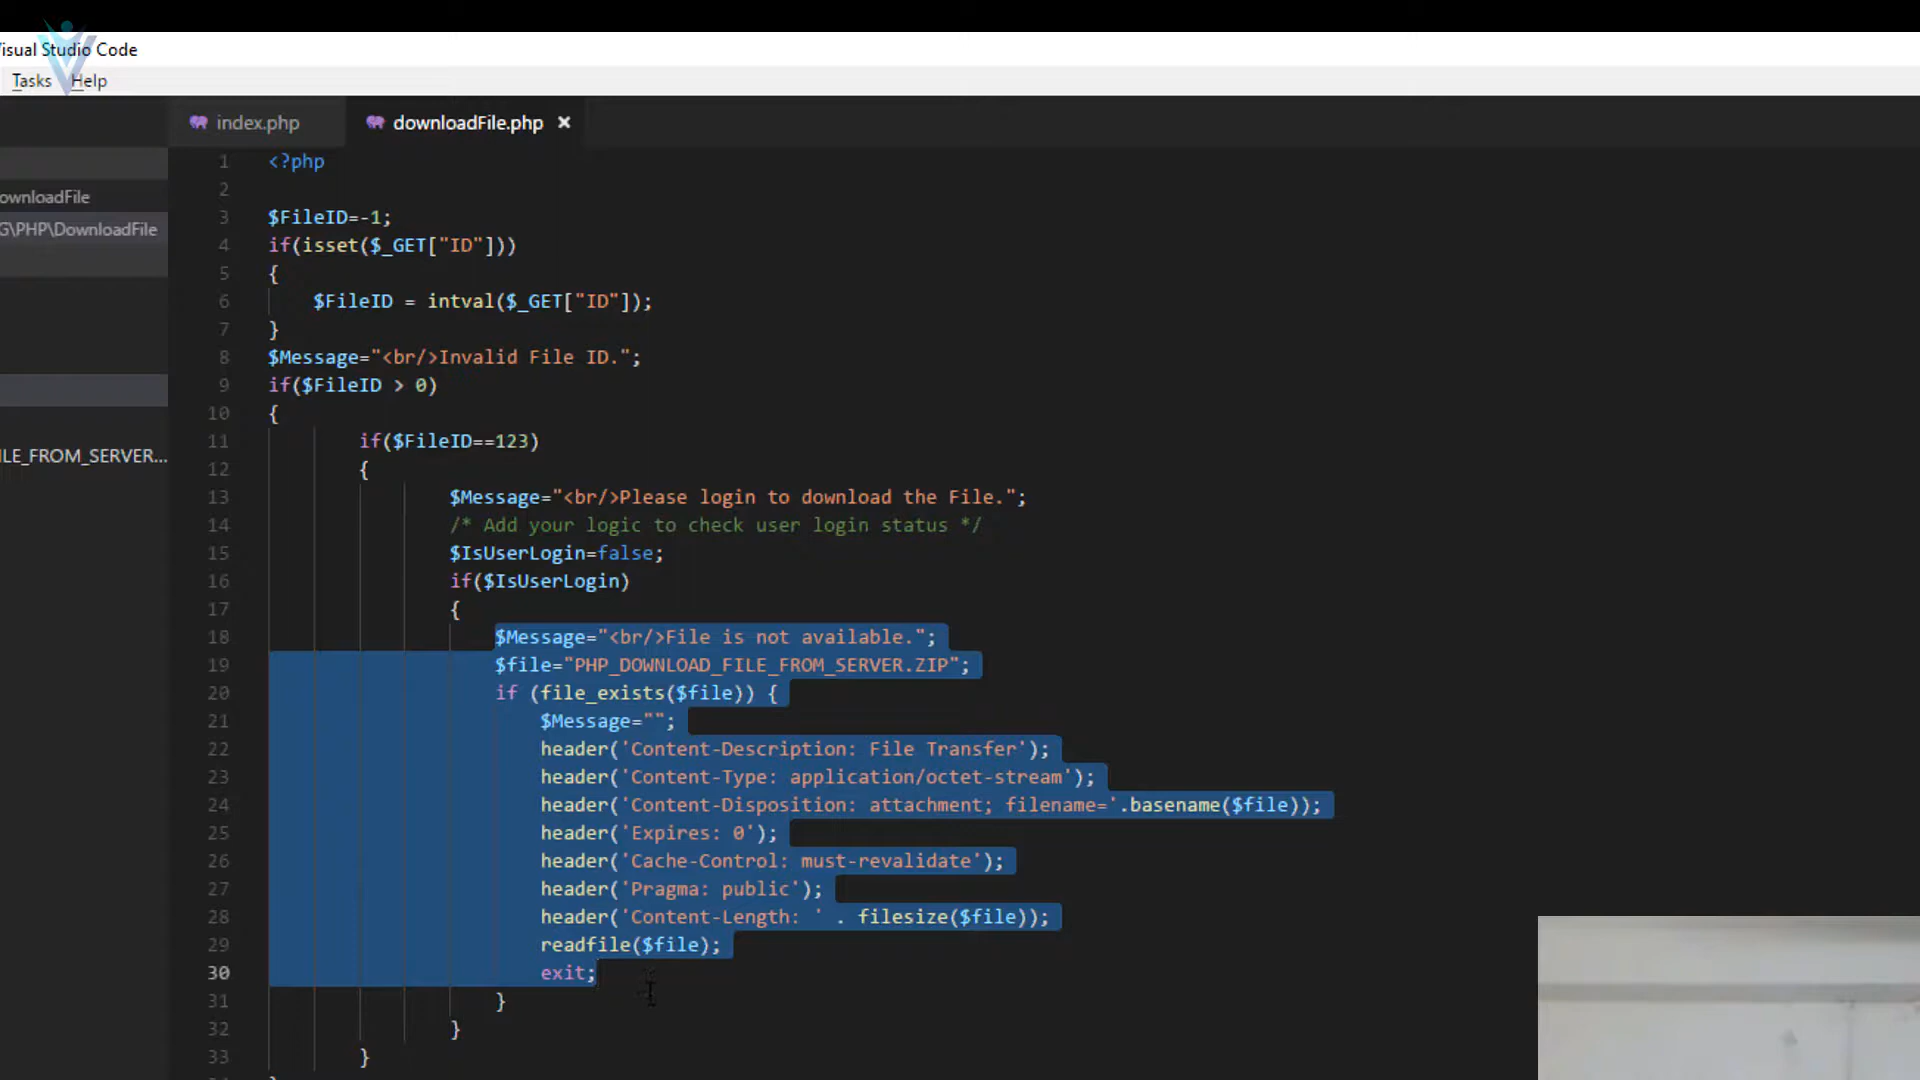 Visual Studio Code
Tasks Help
index.php downloadFile.php ×
ownloadFile
G\PHP\DownloadFile
ILE_FROM_SERVER...
1 <?php
2
3 $FileID=-1;
4 if(isset($_GET["ID"]))
5 {
6 $FileID = intval($_GET["ID"]);
7 }
8 $Message="<br/>Invalid File ID.";
9 if($FileID > 0)
10 {
11 if($FileID==123)
12 {
13 $Message="<br/>Please login to download the File.";
14 /* Add your logic to check user login status */
15 $IsUserLogin=false;
16 if($IsUserLogin)
17 {
18 $Message="<br/>File is not available.";
19 $file="PHP_DOWNLOAD_FILE_FROM_SERVER.ZIP";
20 if (file_exists($file)) {
21 $Message="";
22 header('Content-Description: File Transfer');
23 header('Content-Type: application/octet-stream');
24 header('Content-Disposition: attachment; filename='.basename($file));
25 header('Expires: 0');
26 header('Cache-Control: must-revalidate');
27 header('Pragma: public');
28 header('Content-Length: ' . filesize($file));
29 readfile($file);
30 exit;
31 }
32 }
33 }